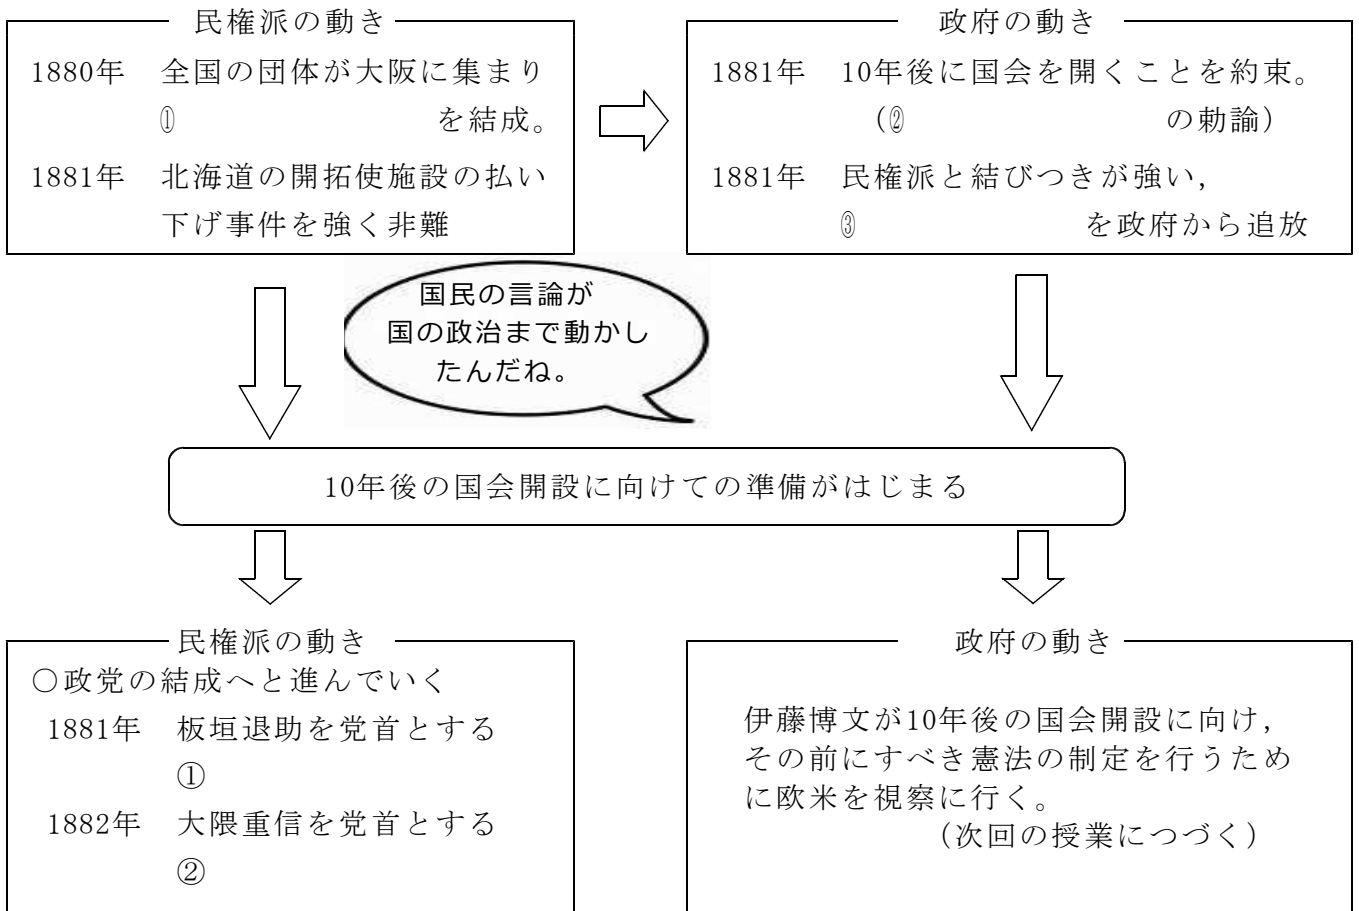 民権派の動き
1880年 全国の団体が大阪に集まり
① を結成。
1881年 北海道の開拓使施設の払い
下げ事件を強く非難
政府の動き
1881年 10年後に国会を開くことを約束。
(② の勅諭)
1881年 民権派と結びつきが強い,
③ を政府から追放
国民の言論が
国の政治まで動かし
たんだね。
10年後の国会開設に向けての準備がはじまる
民権派の動き
○政党の結成へと進んでいく
1881年 板垣退助を党首とする
①
1882年 大隈重信を党首とする
②
政府の動き
伊藤博文が10年後の国会開設に向け,
その前にすべき憲法の制定を行うため
に欧米を視察に行く。
(次回の授業につづく)